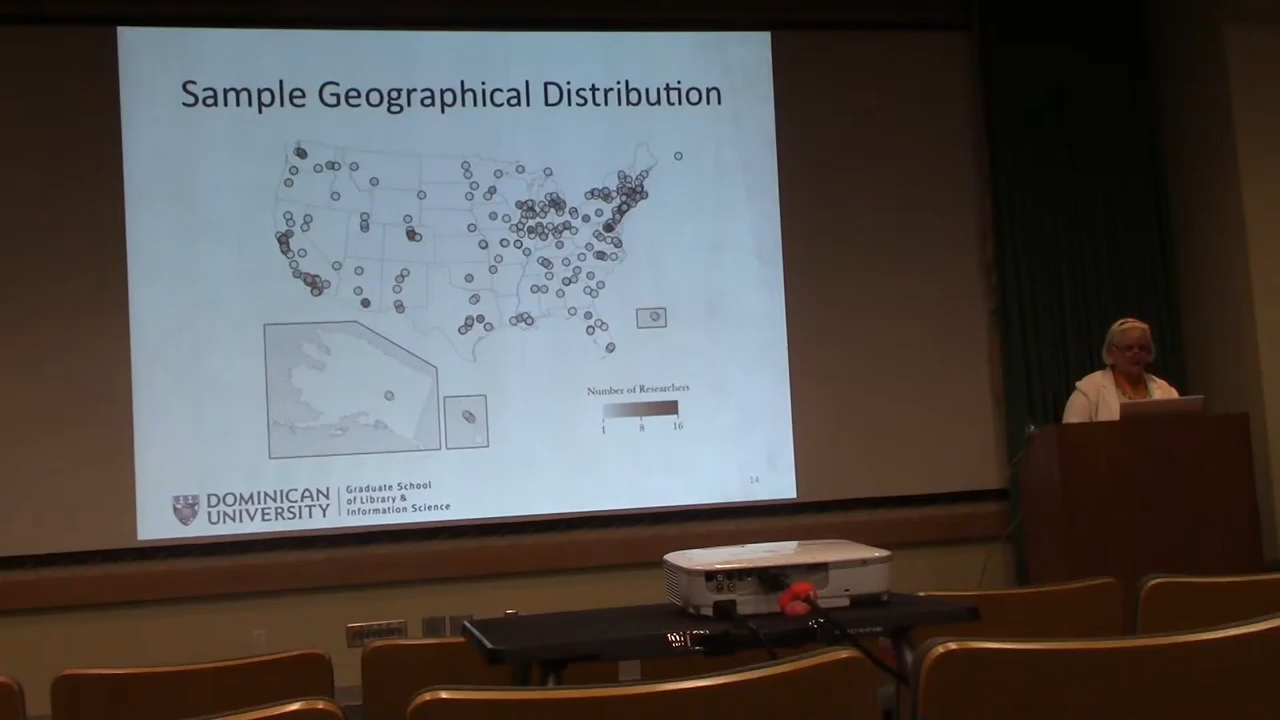 Sample Geographical Distribution
Number of Researchers
1 8 16
14
DOMINICAN
UNIVERSITY
Graduate School
of Library &
Information Science